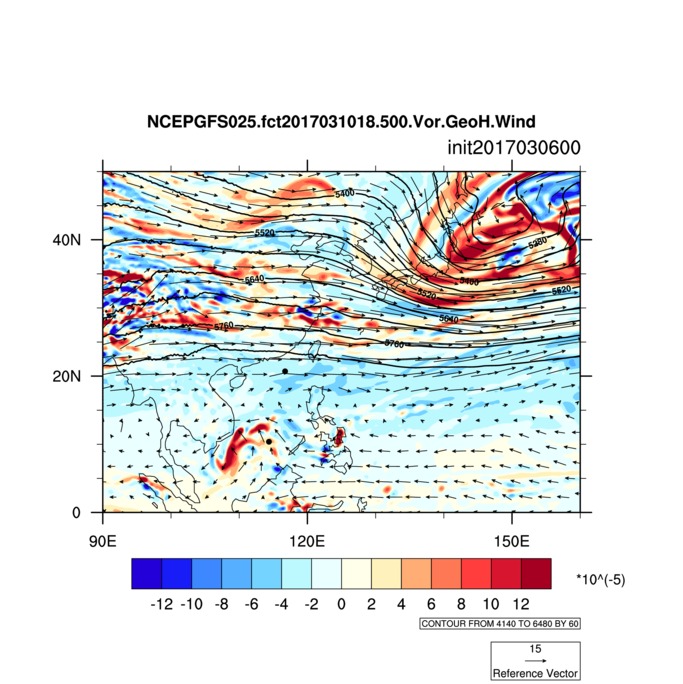 NCEPGFS025.fct2017031018.500.Vor.GeoH.Wind
init2017030600
5400
5520
40N
5280
5640
5400
5520
5520
5760
5640
5760
20N
0
90E 120E 150E
-12 -10 -8 -6 -4 -2 0 2 4 6 8 10 12
*10^(-5)
CONTOUR FROM 4140 TO 6480 BY 60
15
Reference Vector